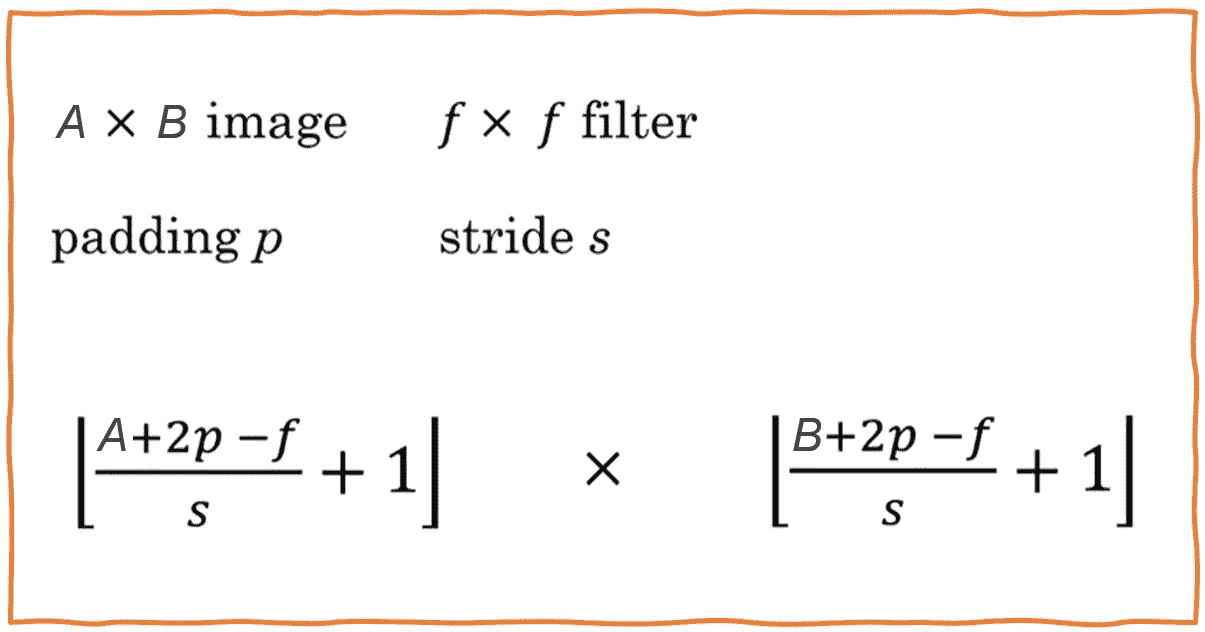 A × B image f × f filter
padding p stride s
⌊(A+2p −f)/s + 1⌋ × ⌊(B+2p −f)/s + 1⌋